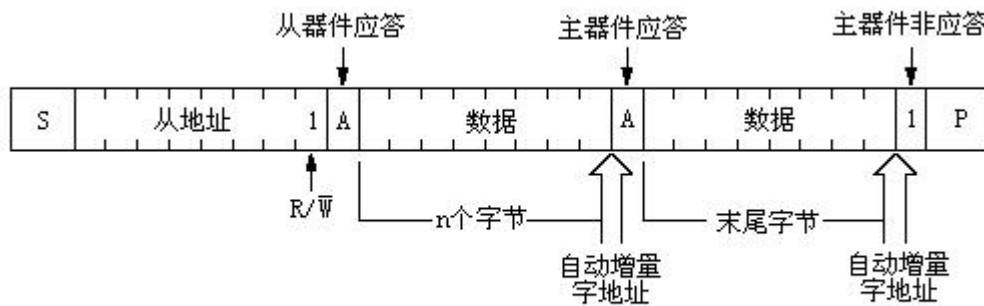 从器件应答 主器件应答 主器件非应答
S 从地址 1 A 数据 A 数据 1 P
R/W̅ n个字节 末尾字节
自动增量 自动增量
字地址 字地址